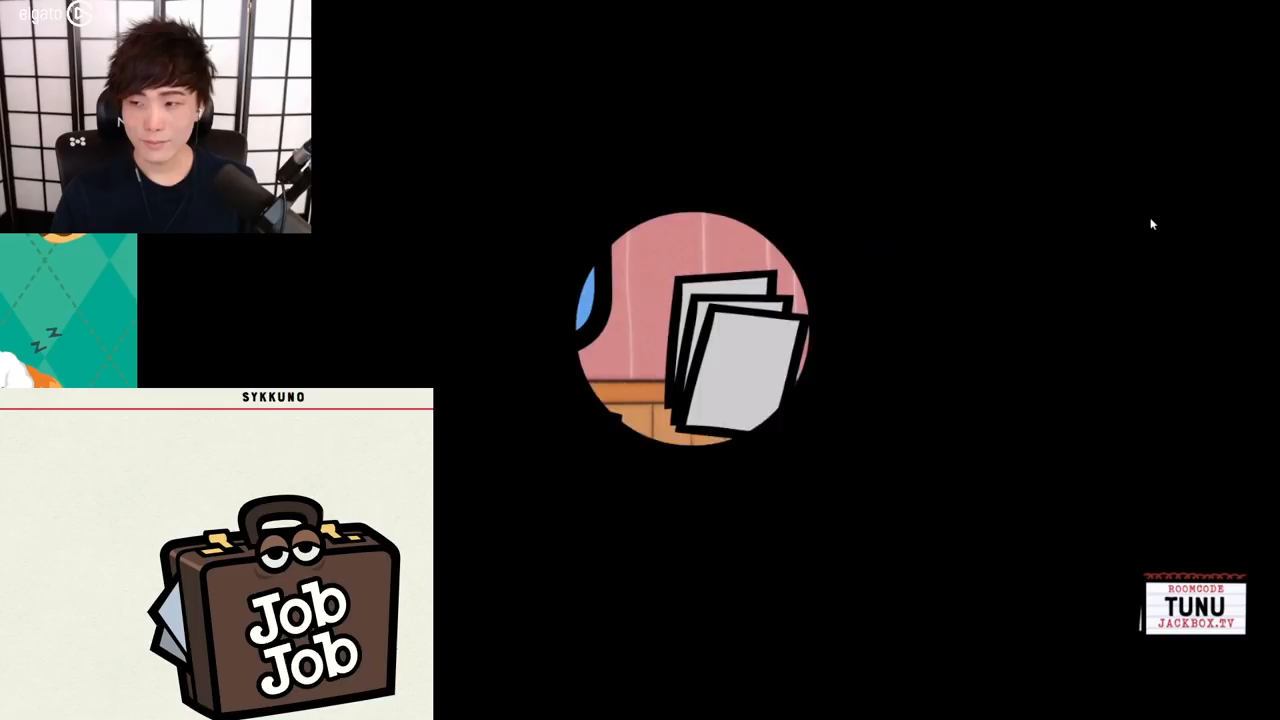 elgato
z
z
SYKKUNO
Job
Job
ROOMCODE
TUNU
JACKBOX.TV